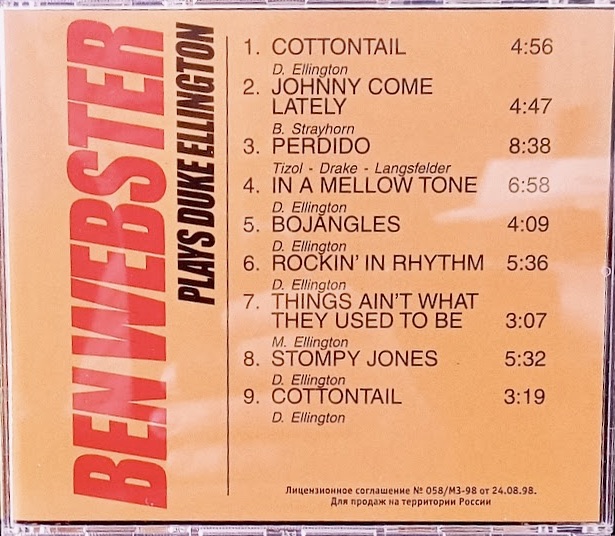 BEN WEBSTER
PLAYS DUKE ELLINGTON
1. COTTONTAIL 4:56
D. Ellington
2. JOHNNY COME
LATELY 4:47
B. Strayhorn
3. PERDIDO 8:38
Tizol - Drake - Langsfelder
4. IN A MELLOW TONE 6:58
D. Ellington
5. BOJANGLES 4:09
D. Ellington
6. ROCKIN' IN RHYTHM 5:36
D. Ellington
7. THINGS AIN'T WHAT
THEY USED TO BE 3:07
M. Ellington
8. STOMPY JONES 5:32
D. Ellington
9. COTTONTAIL 3:19
D. Ellington
Лицензионное соглашение № 058/МЗ-98 от 24.08.98.
Для продаж на территории России